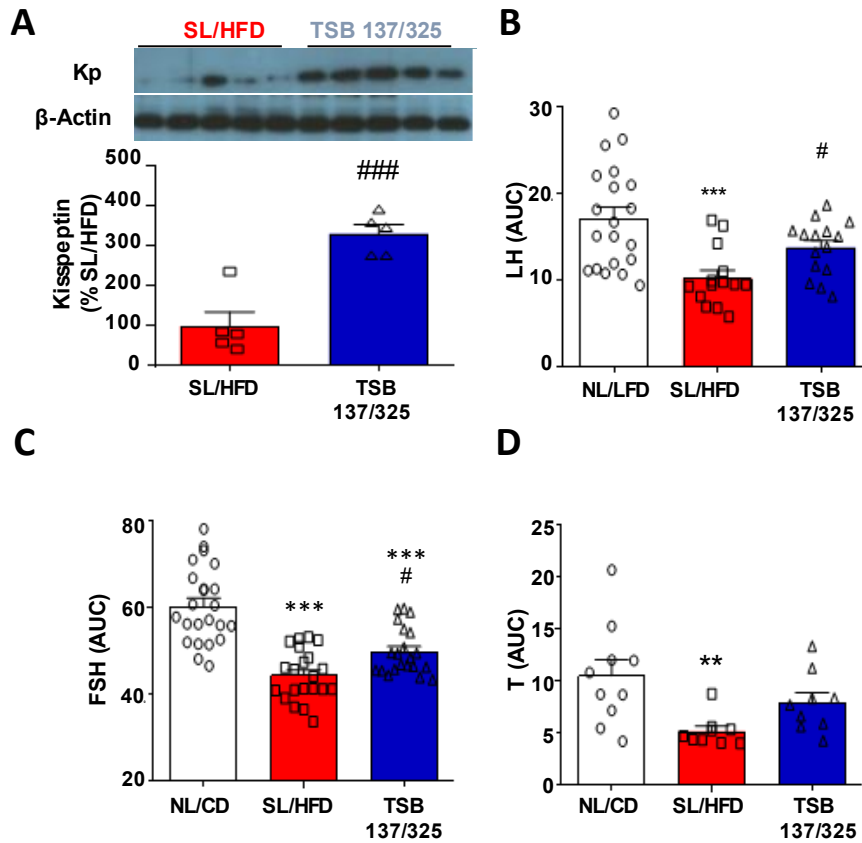 A
SL/HFD TSB 137/325
Kp
β-Actin
500
400
300
200
100
0
Kisspeptin
(% SL/HFD)
###
SL/HFD TSB
137/325
B
30
20
10
0
LH (AUC)
***
#
NL/LFD SL/HFD TSB
137/325
C
80
60
40
20
FSH (AUC)
***
***
#
NL/CD SL/HFD TSB
137/325
D
25
20
15
10
5
0
T (AUC)
**
NL/CD SL/HFD TSB
137/325